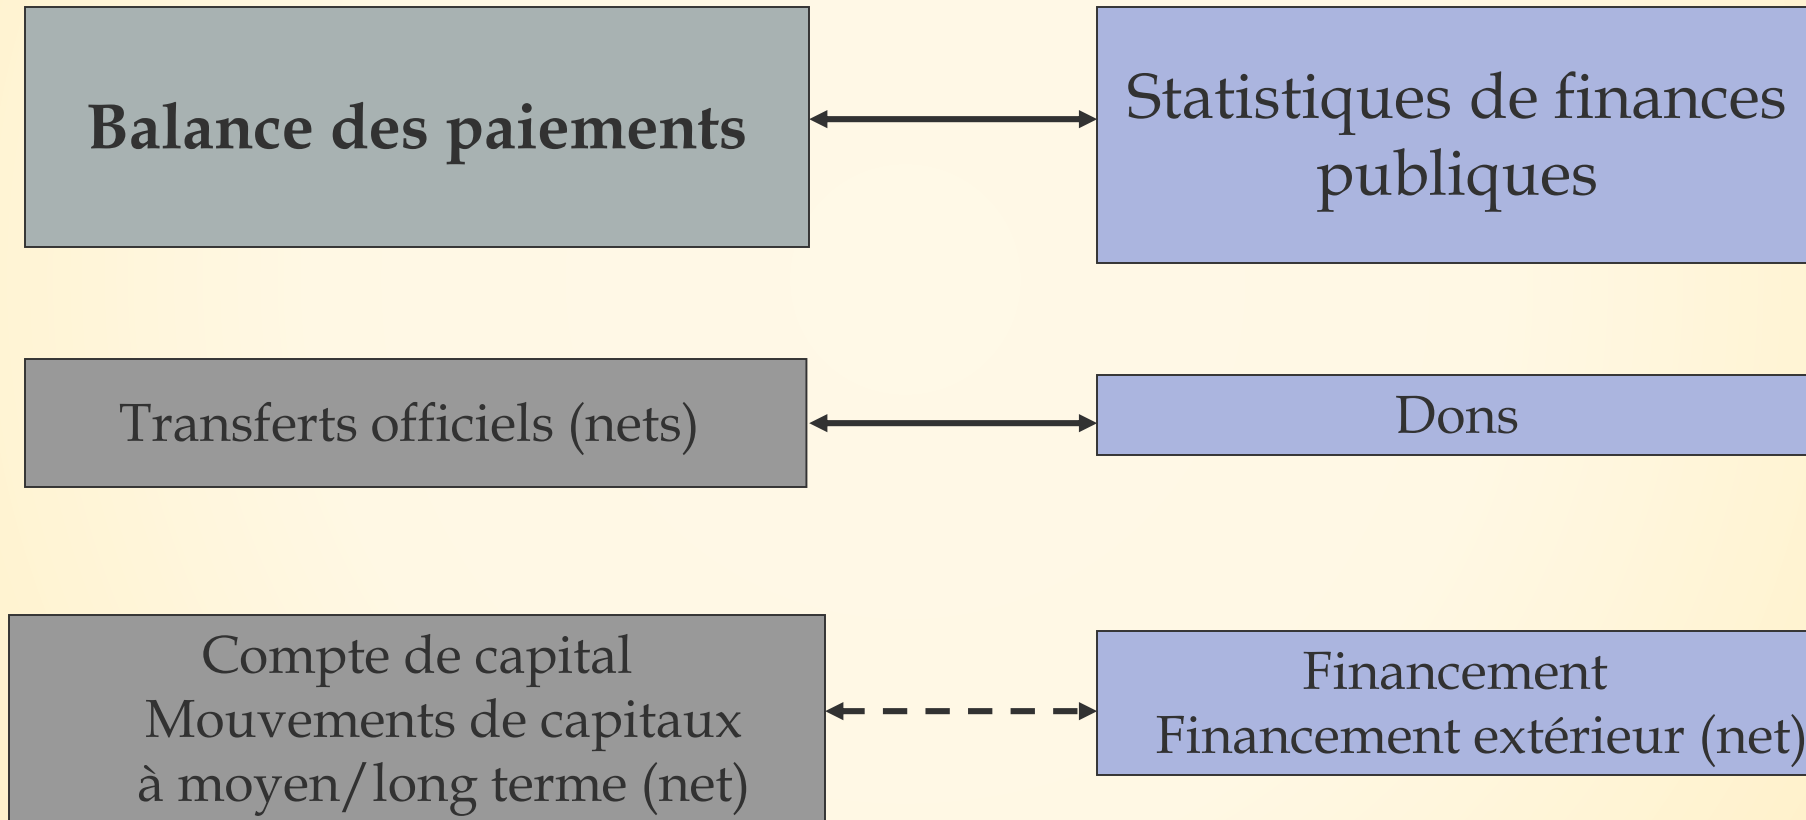 Balance des paiements
Statistiques de finances
publiques
Transferts officiels (nets)
Dons
Compte de capital
Mouvements de capitaux
à moyen/long terme (net)
Financement
Financement extérieur (net)